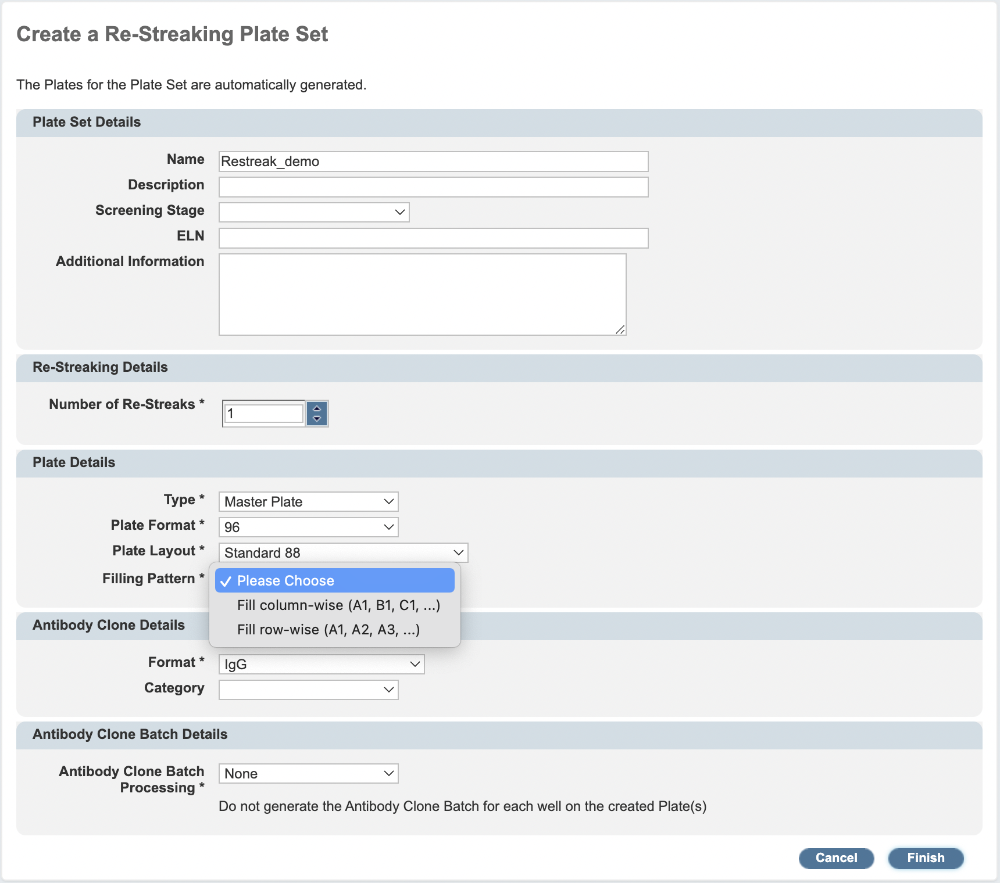 Create a Re-Streaking Plate Set
The Plates for the Plate Set are automatically generated.
Plate Set Details
Name Restreak_demo
Description
Screening Stage
ELN
Additional Information
Re-Streaking Details
Number of Re-Streaks * 1
Plate Details
Type * Master Plate
Plate Format * 96
Plate Layout * Standard 88
Filling Pattern * Please Choose
Fill column-wise (A1, B1, C1, ...)
Fill row-wise (A1, A2, A3, ...)
Antibody Clone Details
Format * IgG
Category
Antibody Clone Batch Details
Antibody Clone Batch None
Processing *
Do not generate the Antibody Clone Batch for each well on the created Plate(s)
Cancel Finish